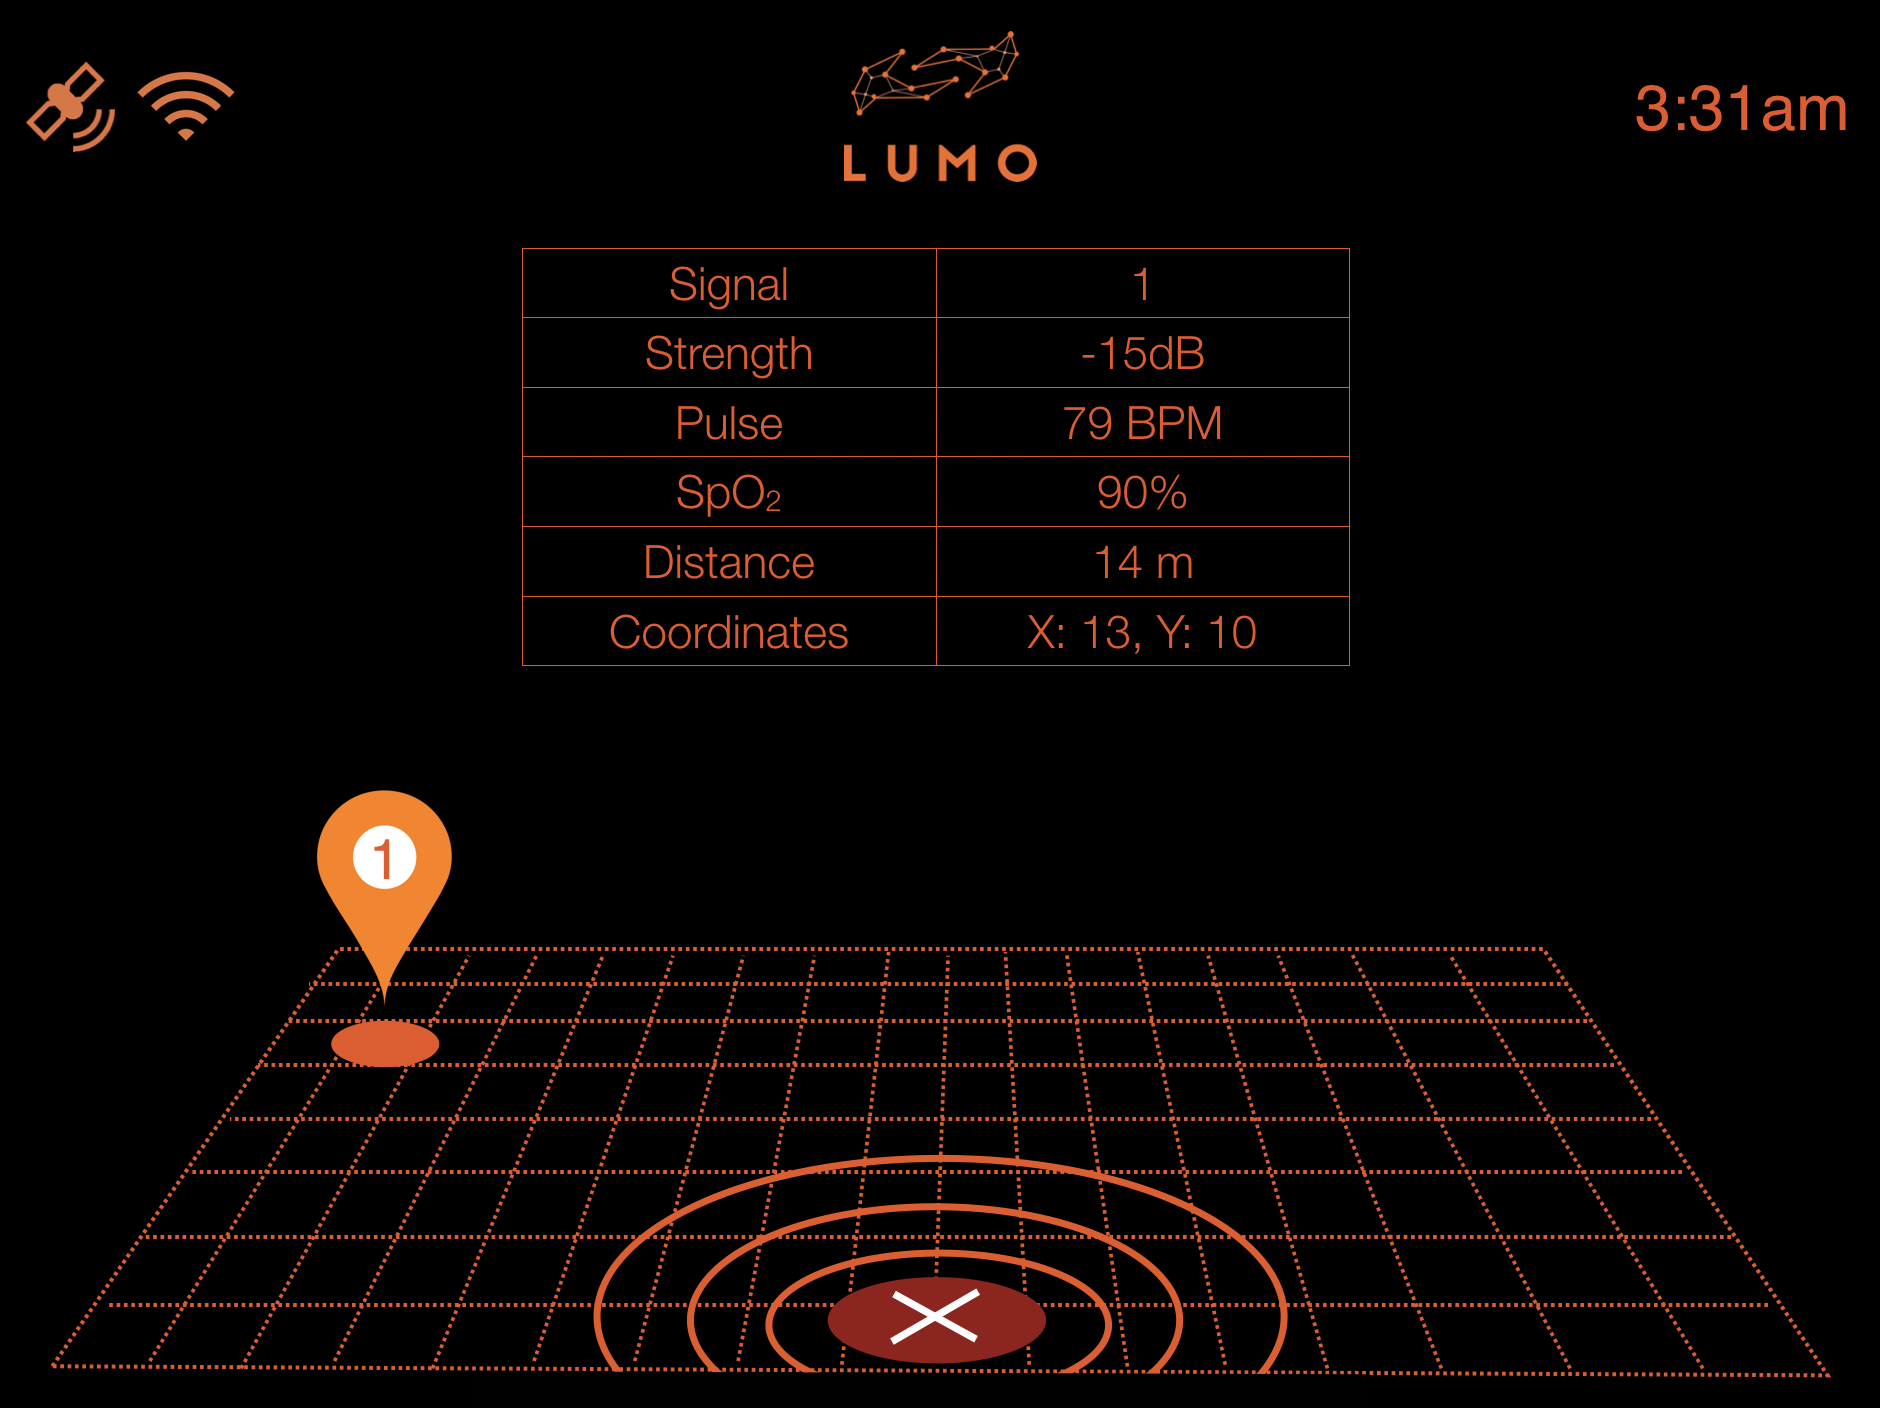 LUMO
3:31am
Signal 1
Strength -15dB
Pulse 79 BPM
SpO₂ 90%
Distance 14 m
Coordinates X: 13, Y: 10
1